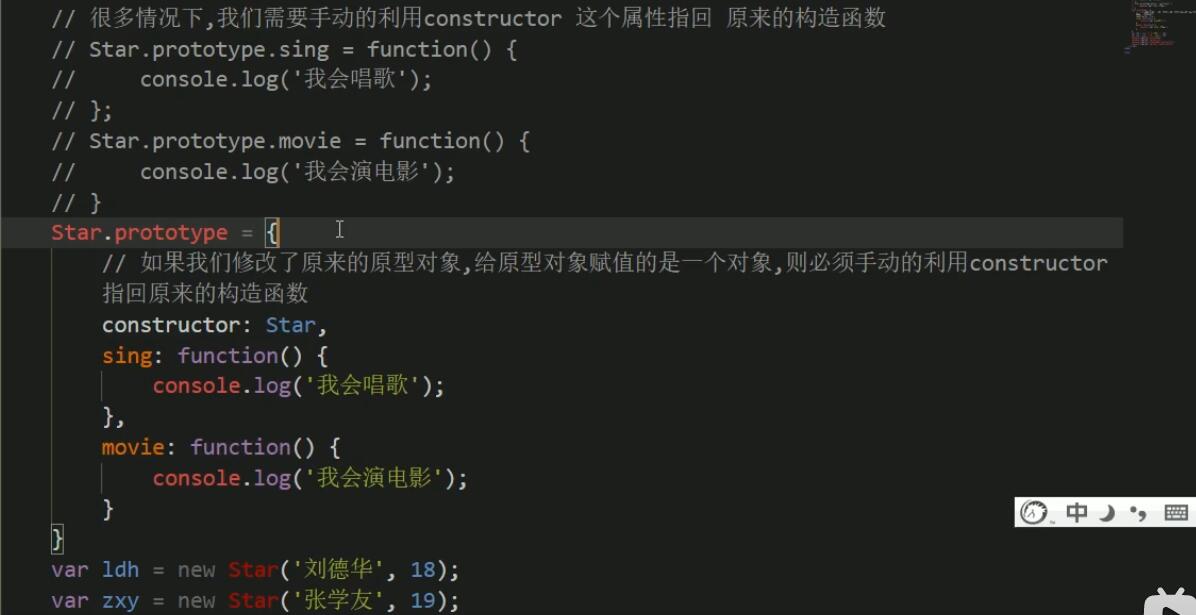 // 很多情况下,我们需要手动的利用constructor 这个属性指回 原来的构造函数
// Star.prototype.sing = function() {
//     console.log('我会唱歌');
// };
// Star.prototype.movie = function() {
//     console.log('我会演电影');
// }
Star.prototype = {
    // 如果我们修改了原来的原型对象,给原型对象赋值的是一个对象,则必须手动的利用constructor
    指回原来的构造函数
    constructor: Star,
    sing: function() {
        console.log('我会唱歌');
    },
    movie: function() {
        console.log('我会演电影');
    }
}
var ldh = new Star('刘德华', 18);
var zxy = new Star('张学友', 19);
中